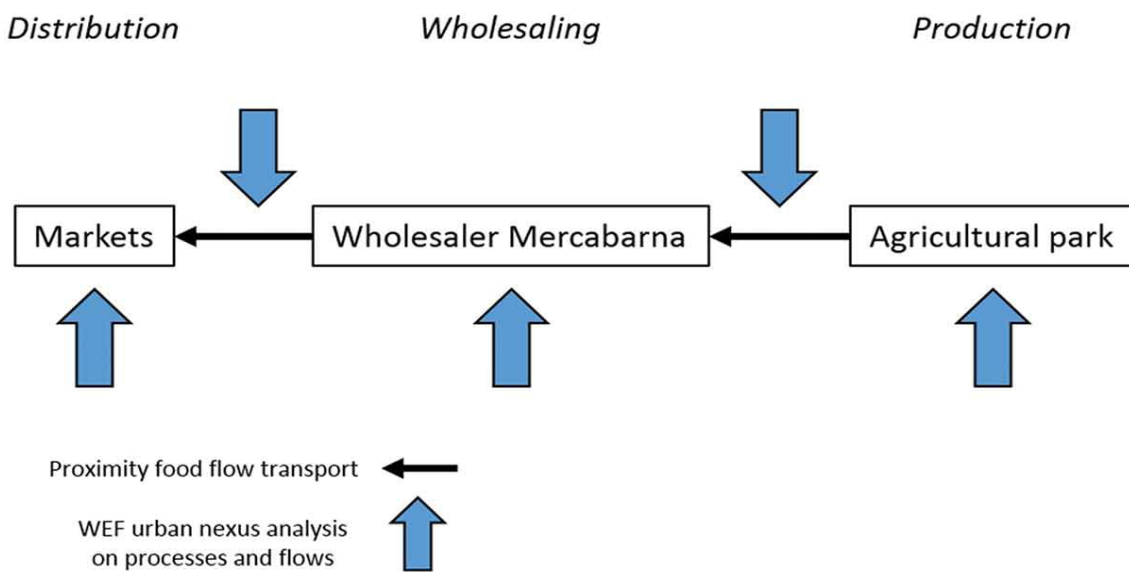 Distribution
Wholesaling
Production
Markets
Wholesaler Mercabarna
Agricultural park
Proximity food flow transport
WEF urban nexus analysis
on processes and flows